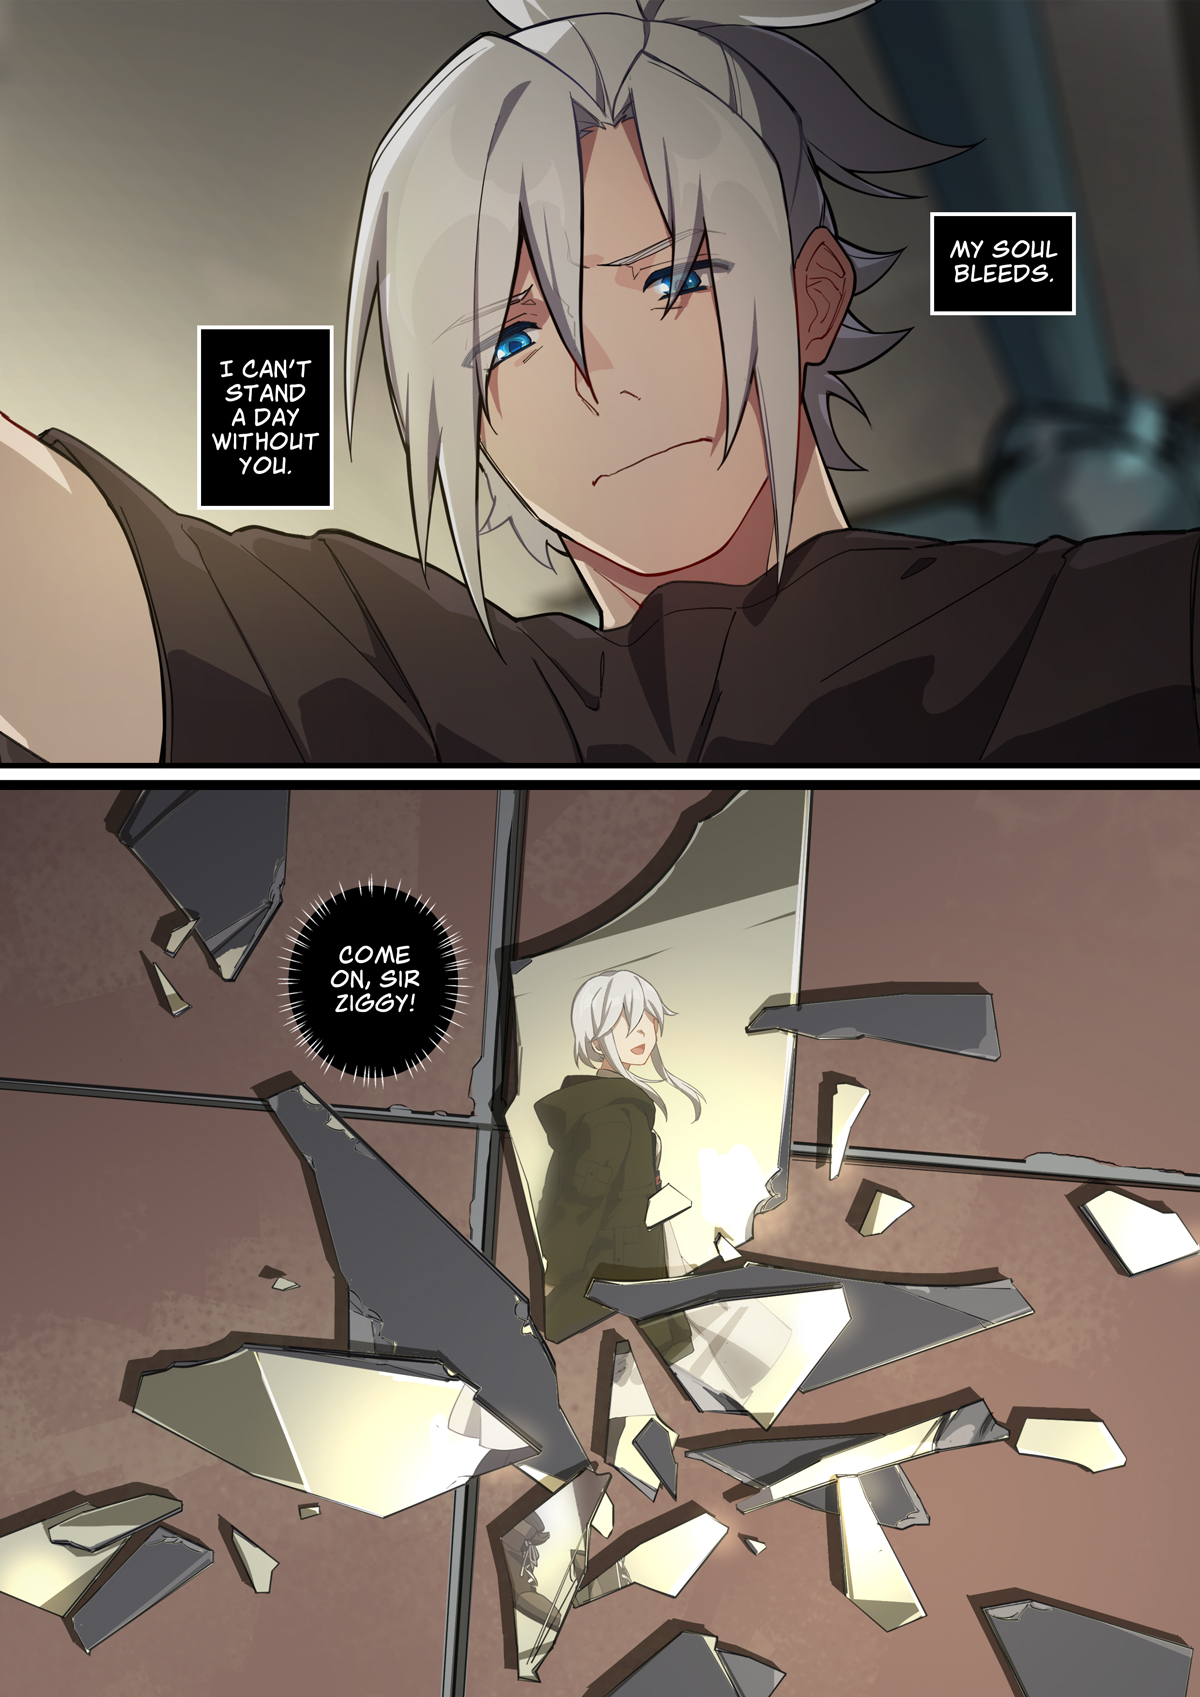 I CAN'T
STAND
A DAY
WITHOUT
YOU.
MY SOUL
BLEEDS.
COME
ON, SIR
ZIGGY!